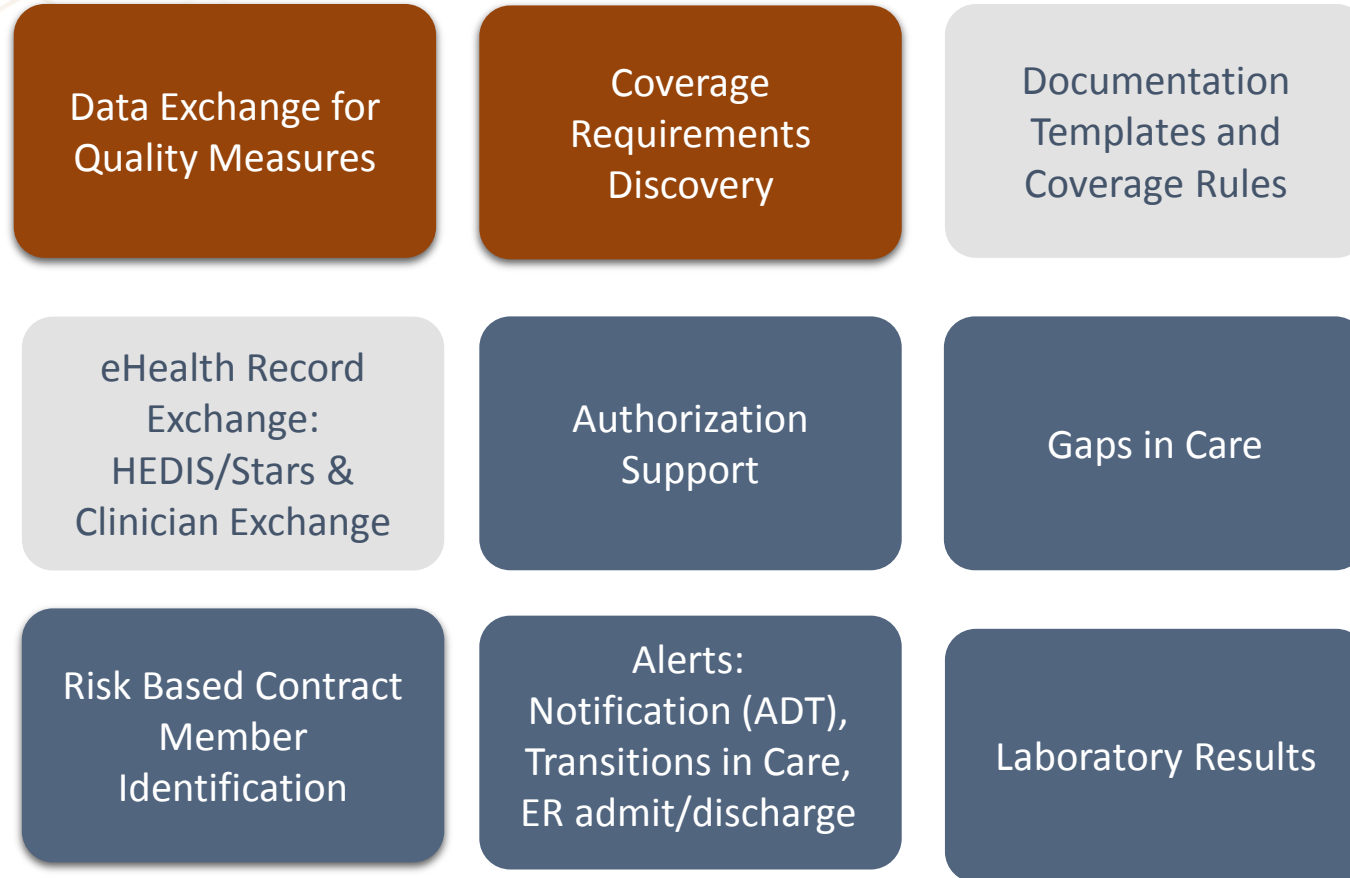 Data Exchange for
Quality Measures
Coverage
Requirements
Discovery
Documentation
Templates and
Coverage Rules
eHealth Record
Exchange:
HEDIS/Stars &
Clinician Exchange
Authorization
Support
Gaps in Care
Risk Based Contract
Member
Identification
Alerts:
Notification (ADT),
Transitions in Care,
ER admit/discharge
Laboratory Results